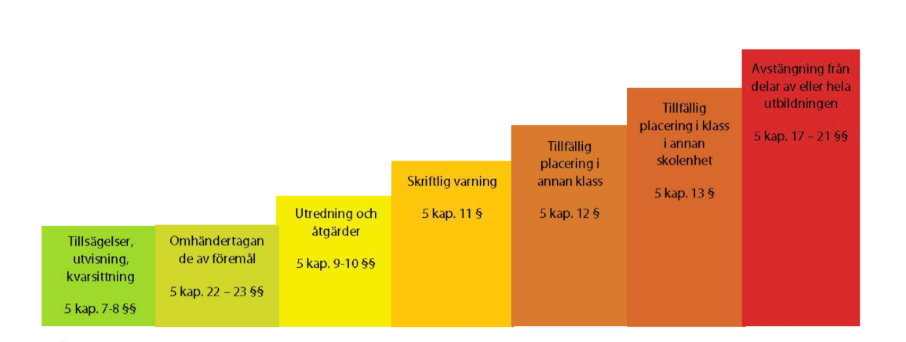 Tillsägelser,
utvisning,
kvarsittning
5 kap. 7-8 §§
Omhändertagan
de av föremål
5 kap. 22 – 23 §§
Utredning och
åtgärder
5 kap. 9-10 §§
Skriftlig varning
5 kap. 11 §
Tillfällig
placering i
annan klass
5 kap. 12 §
Tillfällig
placering i klass
i annan
skolenhet
5 kap. 13 §
Avstängning från
delar av eller hela
utbildningen
5 kap. 17 – 21 §§